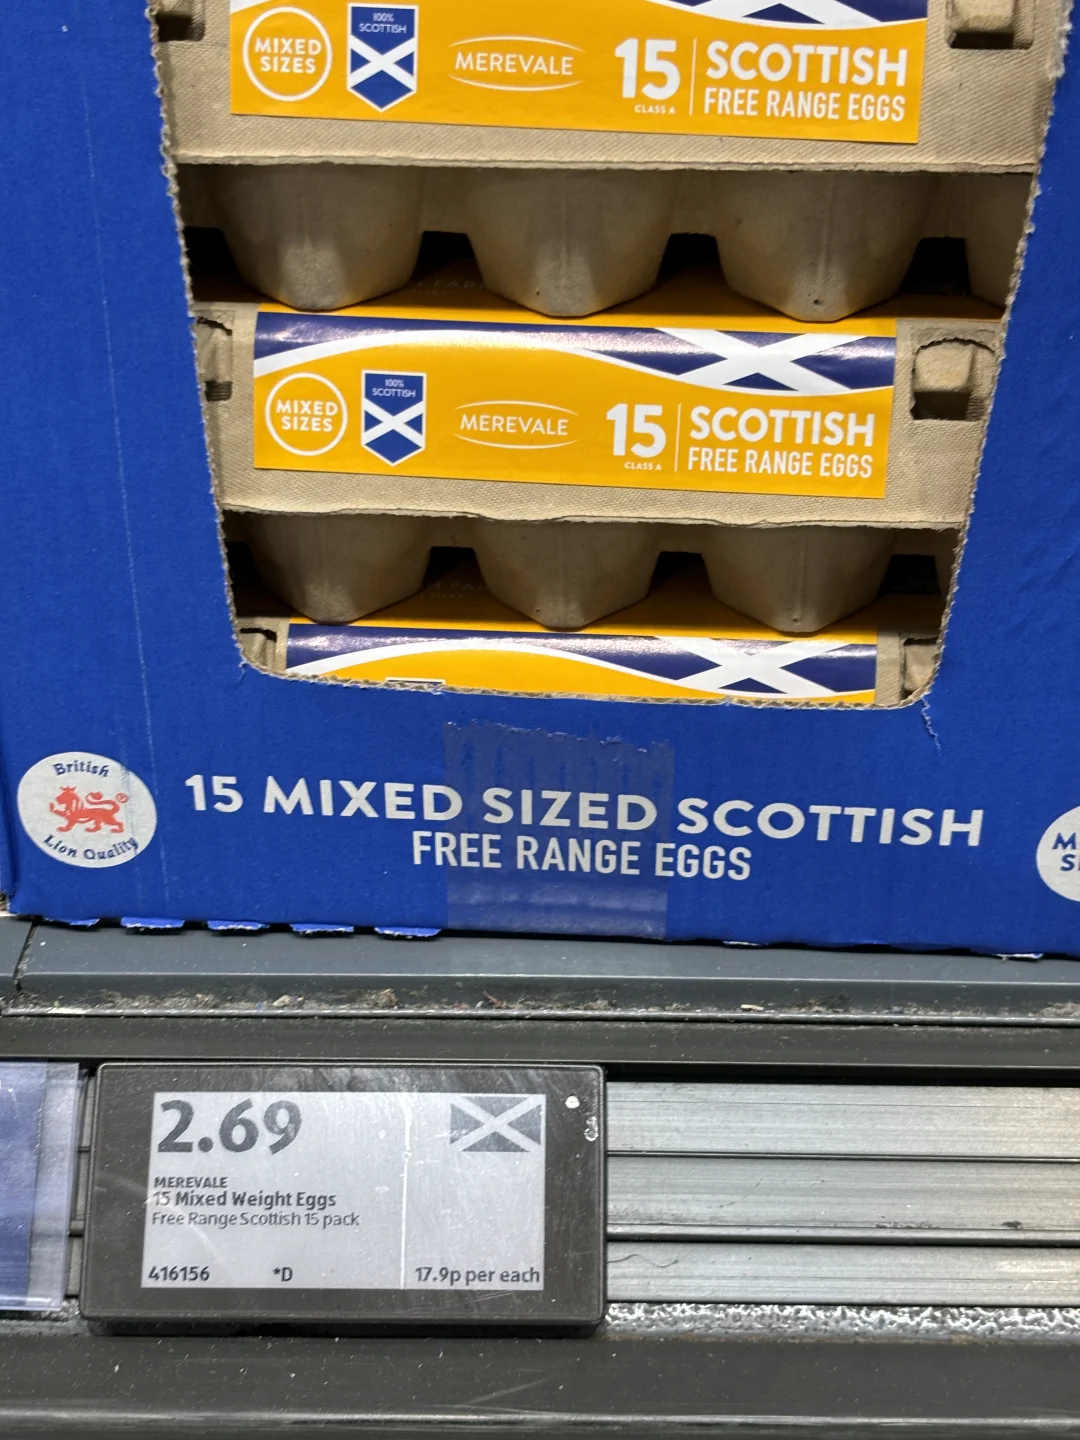 MIXED
SIZES
100%
SCOTTISH
MEREVALE
15
CLASS A
SCOTTISH
FREE RANGE EGGS
MIXED
SIZES
100%
SCOTTISH
MEREVALE
15
CLASS A
SCOTTISH
FREE RANGE EGGS
British
Lion Quality
15 MIXED SIZED SCOTTISH
FREE RANGE EGGS
2.69
MEREVALE
15 Mixed Weight Eggs
Free Range Scottish 15 pack
416156 *D 17.9p per each